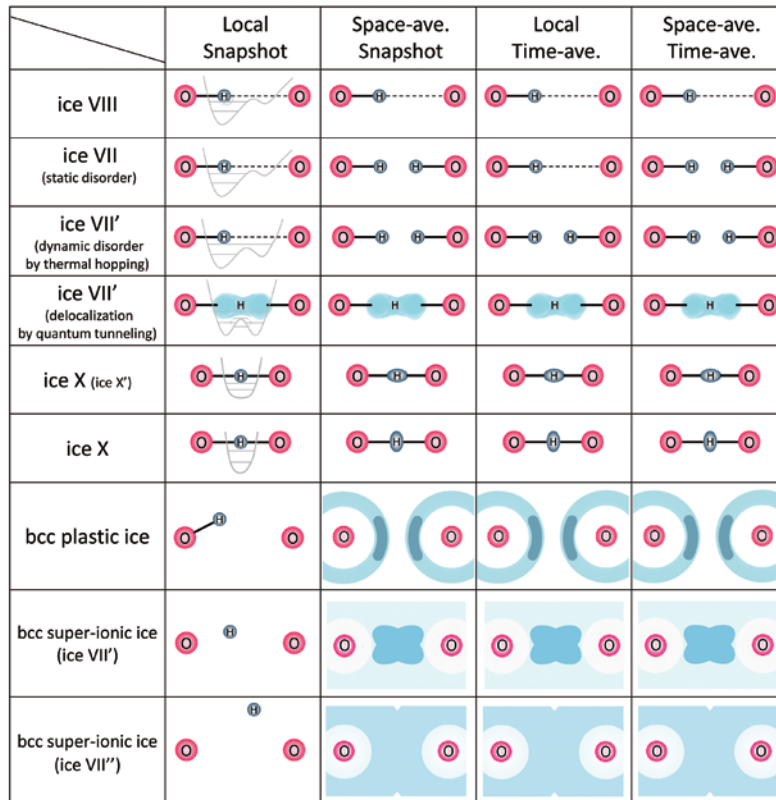 Local
Snapshot
Space-ave.
Snapshot
Local
Time-ave.
Space-ave.
Time-ave.
ice VIII
O H O
O H O
O H O
O H O
ice VII
(static disorder)
O H O
O H H O
O H O
O H H O
ice VII'
(dynamic disorder
by thermal hopping)
O H O
O H H O
O H H O
O H H O
ice VII'
(delocalization
by quantum tunneling)
O H O
O H O
O H O
O H O
ice X (ice X')
O H O
O H O
O H O
O H O
ice X
O H O
O H O
O H O
O H O
bcc plastic ice
O H O
O O
O O
O O
bcc super-ionic ice
(ice VII')
O H O
O O
O O
O O
bcc super-ionic ice
(ice VII'')
O H O
O O
O O
O O